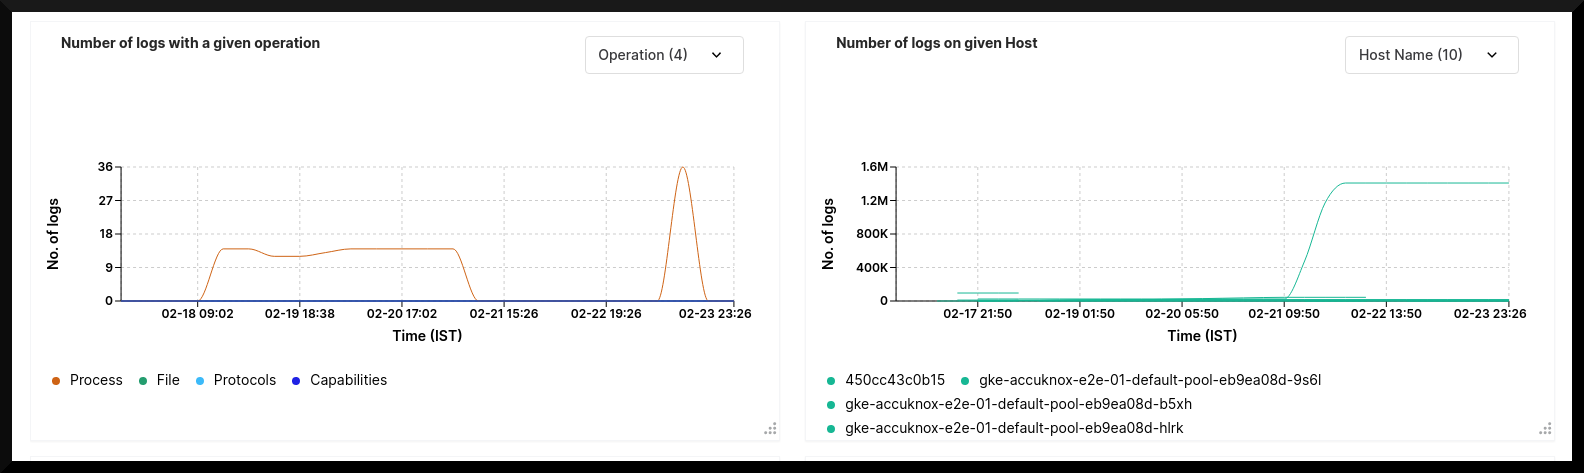 Number of logs with a given operation
Operation (4)
36
27
18
9
0
No. of logs
02-18 09:02 02-19 18:38 02-20 17:02 02-21 15:26 02-22 19:26 02-23 23:26
Time (IST)
Process File Protocols Capabilities
Number of logs on given Host
Host Name (10)
1.6M
1.2M
800K
400K
0
No. of logs
02-17 21:50 02-19 01:50 02-20 05:50 02-21 09:50 02-22 13:50 02-23 23:26
Time (IST)
450cc43c0b15 gke-accuknox-e2e-01-default-pool-eb9ea08d-9s6l
gke-accuknox-e2e-01-default-pool-eb9ea08d-b5xh
gke-accuknox-e2e-01-default-pool-eb9ea08d-hlrk